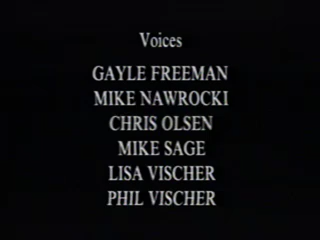 Voices
GAYLE FREEMAN
MIKE NAWROCKI
CHRIS OLSEN
MIKE SAGE
LISA VISCHER
PHIL VISCHER